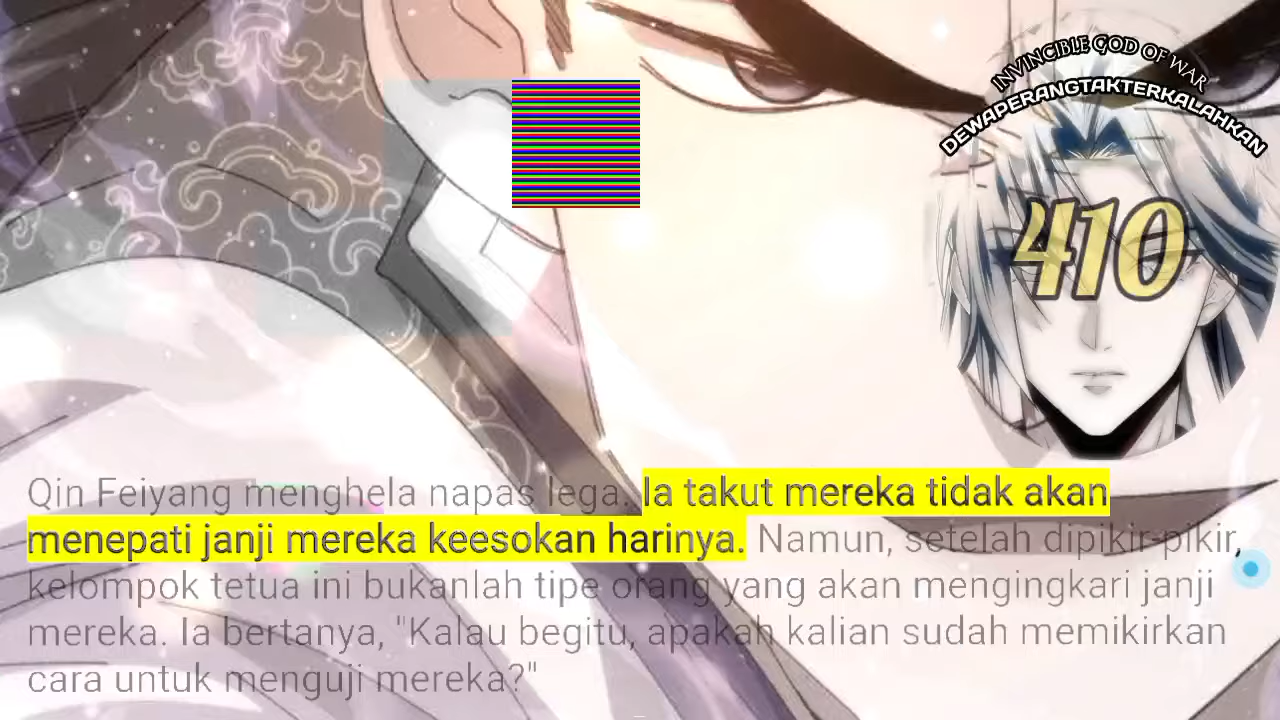 INVINCIBLE GOD OF WAR
DEWAPERANGTAKTERKALAHKAN
410
Qin Feiyang menghela napas lega. Ia takut mereka tidak akan
menepati janji mereka keesokan harinya. Namun, setelah dipikir-pikir,
kelompok tetua ini bukanlah tipe orang yang akan mengingkari janji
mereka. Ia bertanya, "Kalau begitu, apakah kalian sudah memikirkan
cara untuk menguji mereka?"